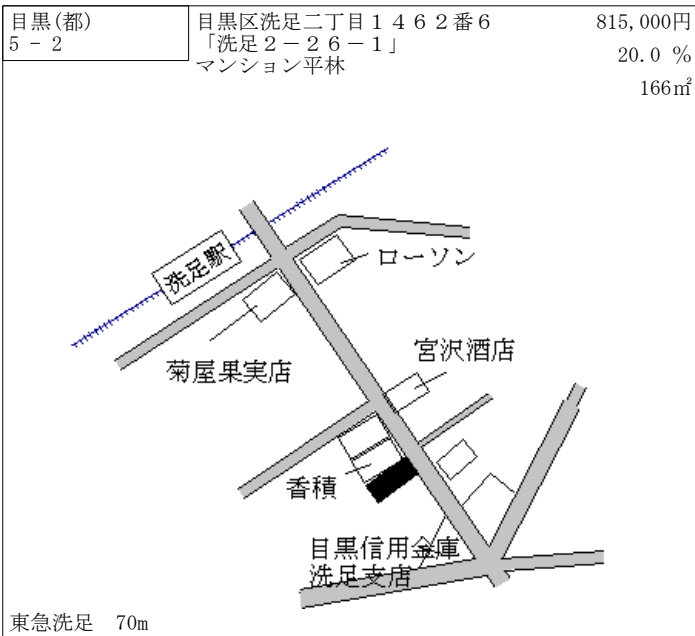 目黒(都)
5 - 2
目黒区洗足二丁目1462番6
「洗足2-26-1」
マンション平林
815,000円
20.0 %
166㎡
洗足駅
ローソン
菊屋果実店
宮沢酒店
香積
目黒信用金庫
洗足支店
東急洗足 70m